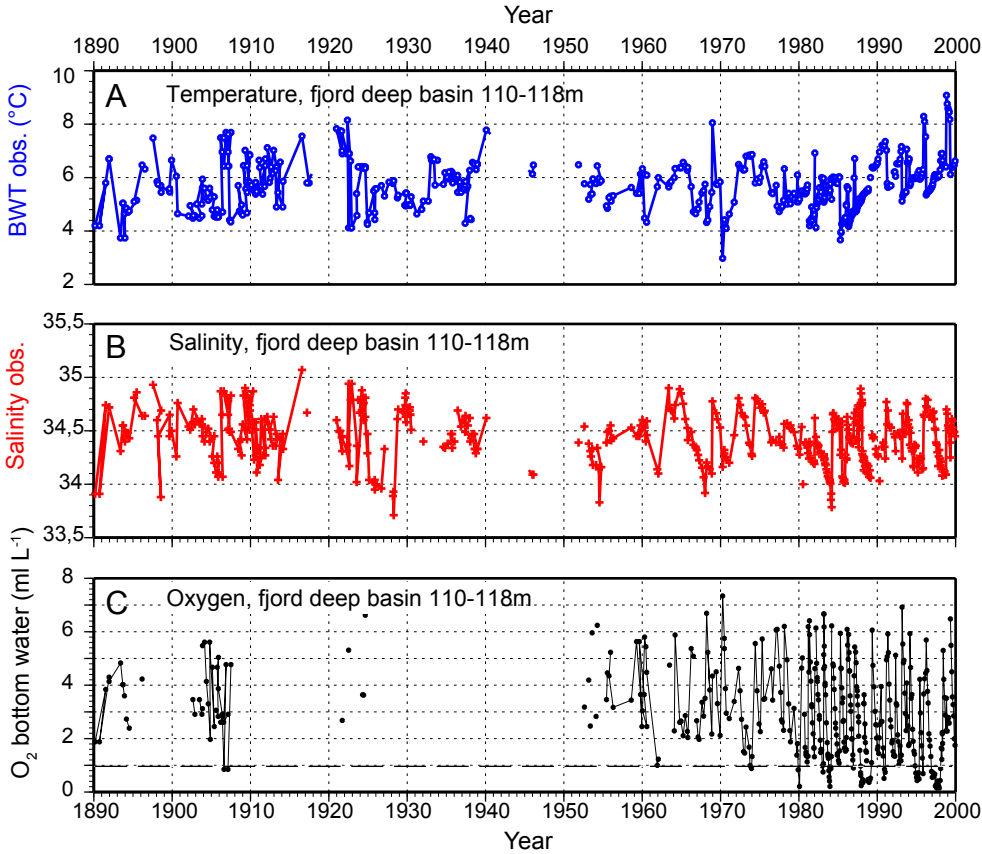 Year
1890 1900 1910 1920 1930 1940 1950 1960 1970 1980 1990 2000
BWT obs. (°C)
10
8
6
4
2
A Temperature, fjord deep basin 110-118m
Salinity obs.
35,5
35
34,5
34
33,5
B Salinity, fjord deep basin 110-118m
O₂ bottom water (ml L⁻¹)
8
6
4
2
1
0
C Oxygen, fjord deep basin 110-118m
1890 1900 1910 1920 1930 1940 1950 1960 1970 1980 1990 2000
Year